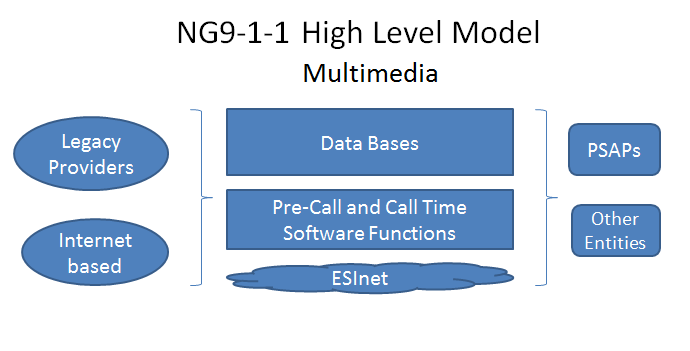 NG9-1-1 High Level Model
Multimedia
Legacy
Providers
Internet
based
Data Bases
Pre-Call and Call Time
Software Functions
ESInet
PSAPs
Other
Entities